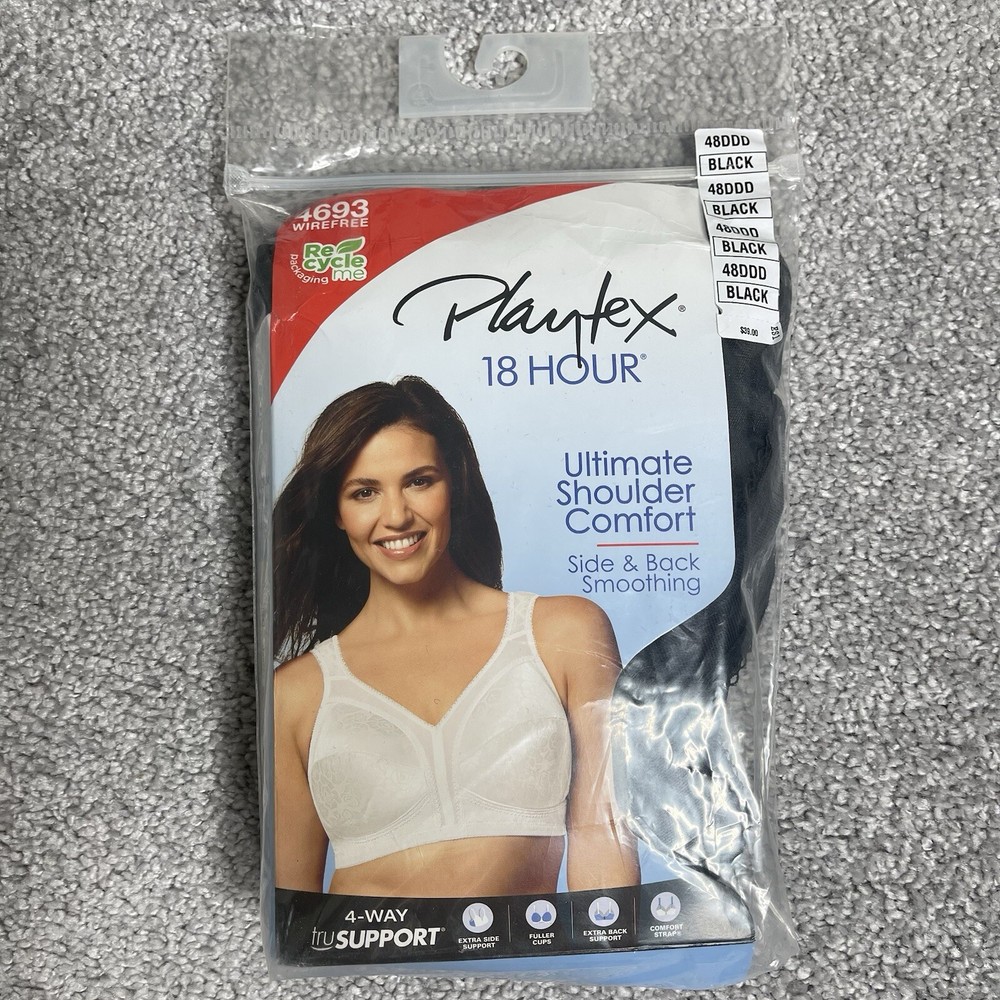 48DDD
BLACK
48DDD
BLACK
48DDD
BLACK
48DDD
BLACK
$39.00
4693
WIREFREE
Re
cycle
me
packaging
Playtex®
18 HOUR®
Ultimate
Shoulder
Comfort
Side & Back
Smoothing
4-WAY
truSUPPORT®
EXTRA SIDE
SUPPORT
FULLER
CUPS
EXTRA BACK
SUPPORT
COMFORT
STRAPS